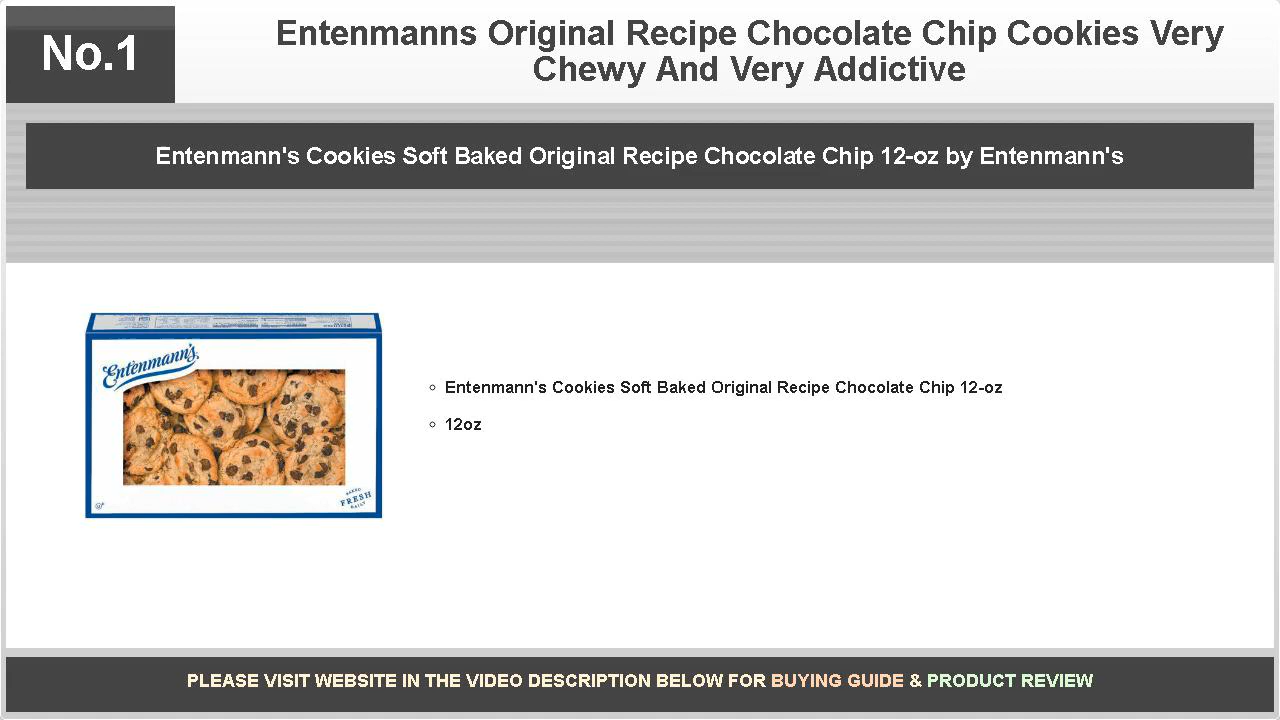 No.1
Entenmanns Original Recipe Chocolate Chip Cookies Very
Chewy And Very Addictive
Entenmann's Cookies Soft Baked Original Recipe Chocolate Chip 12-oz by Entenmann's
Entenmann's
BAKED
FRESH
DAILY
Entenmann's Cookies Soft Baked Original Recipe Chocolate Chip 12-oz
12oz
PLEASE VISIT WEBSITE IN THE VIDEO DESCRIPTION BELOW FOR BUYING GUIDE & PRODUCT REVIEW